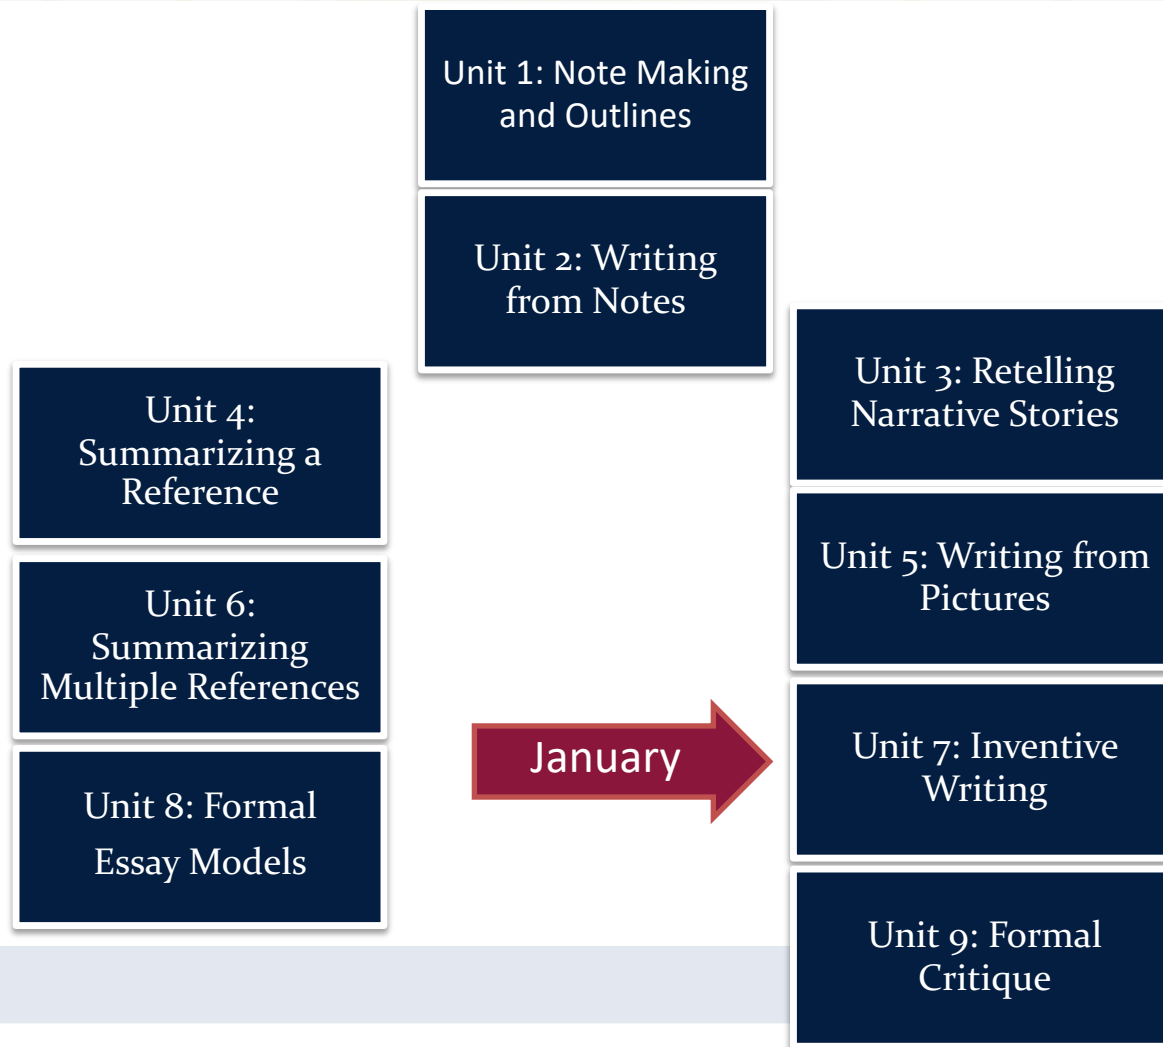 Unit 1: Note Making
and Outlines
Unit 2: Writing
from Notes
Unit 4:
Summarizing a
Reference
Unit 6:
Summarizing
Multiple References
Unit 8: Formal
Essay Models
January
Unit 3: Retelling
Narrative Stories
Unit 5: Writing from
Pictures
Unit 7: Inventive
Writing
Unit 9: Formal
Critique